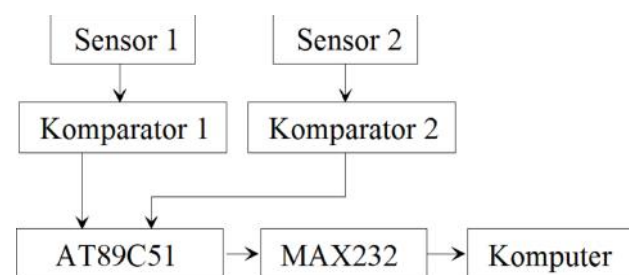 Sensor 1
Sensor 2
Komparator 1
Komparator 2
AT89C51
MAX232
Komputer